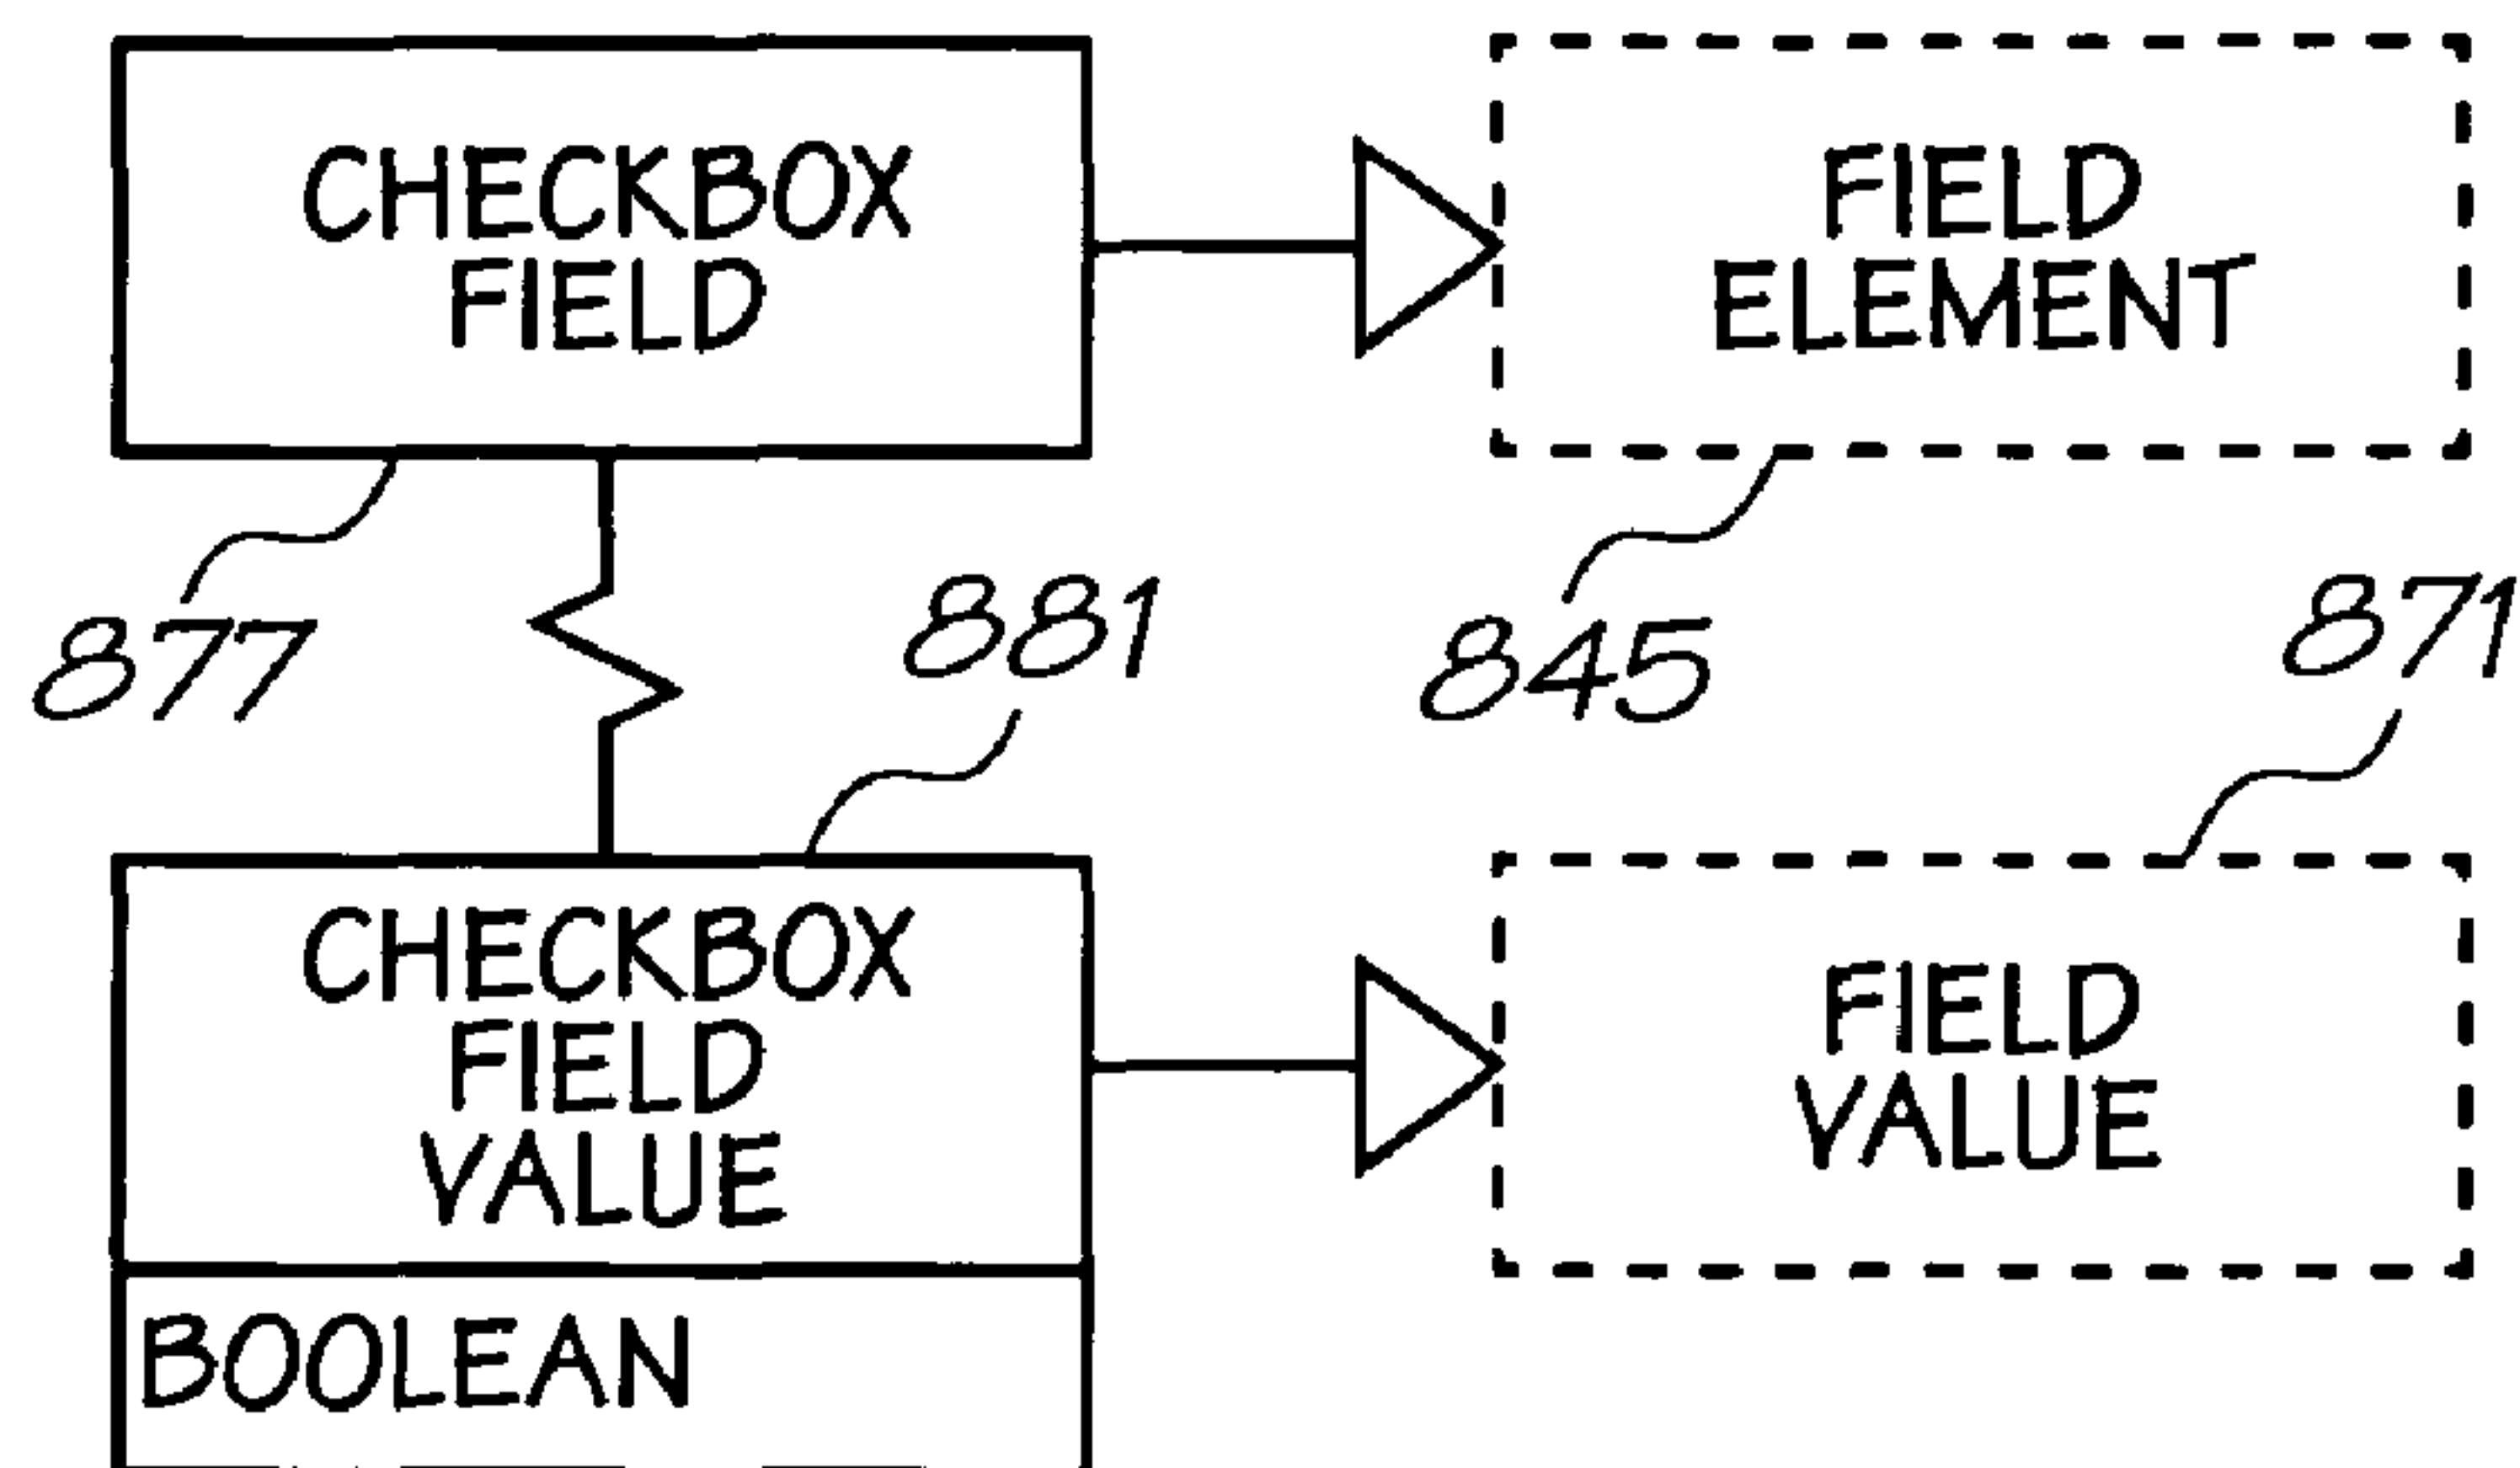 CHECKBOX
FIELD
FIELD
ELEMENT
877
881
845
871
CHECKBOX
FIELD
VALUE
FIELD
VALUE
BOOLEAN